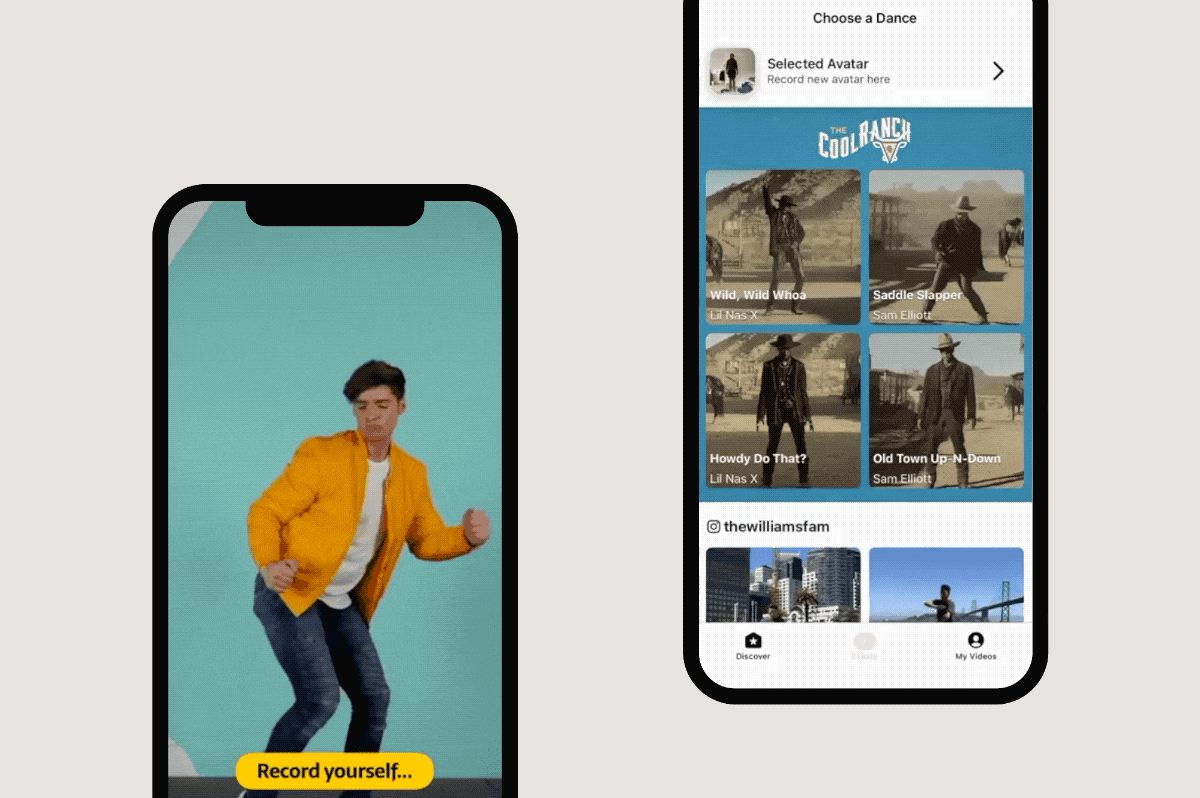 Record yourself...
Choose a Dance
Selected Avatar
Record new avatar here
THE
COOL RANCH
Wild, Wild Whoa
Lil Nas X
Saddle Slapper
Sam Elliott
Howdy Do That?
Lil Nas X
Old Town Up-N-Down
Sam Elliott
thewilliamsfam
Discover
Create
My Videos